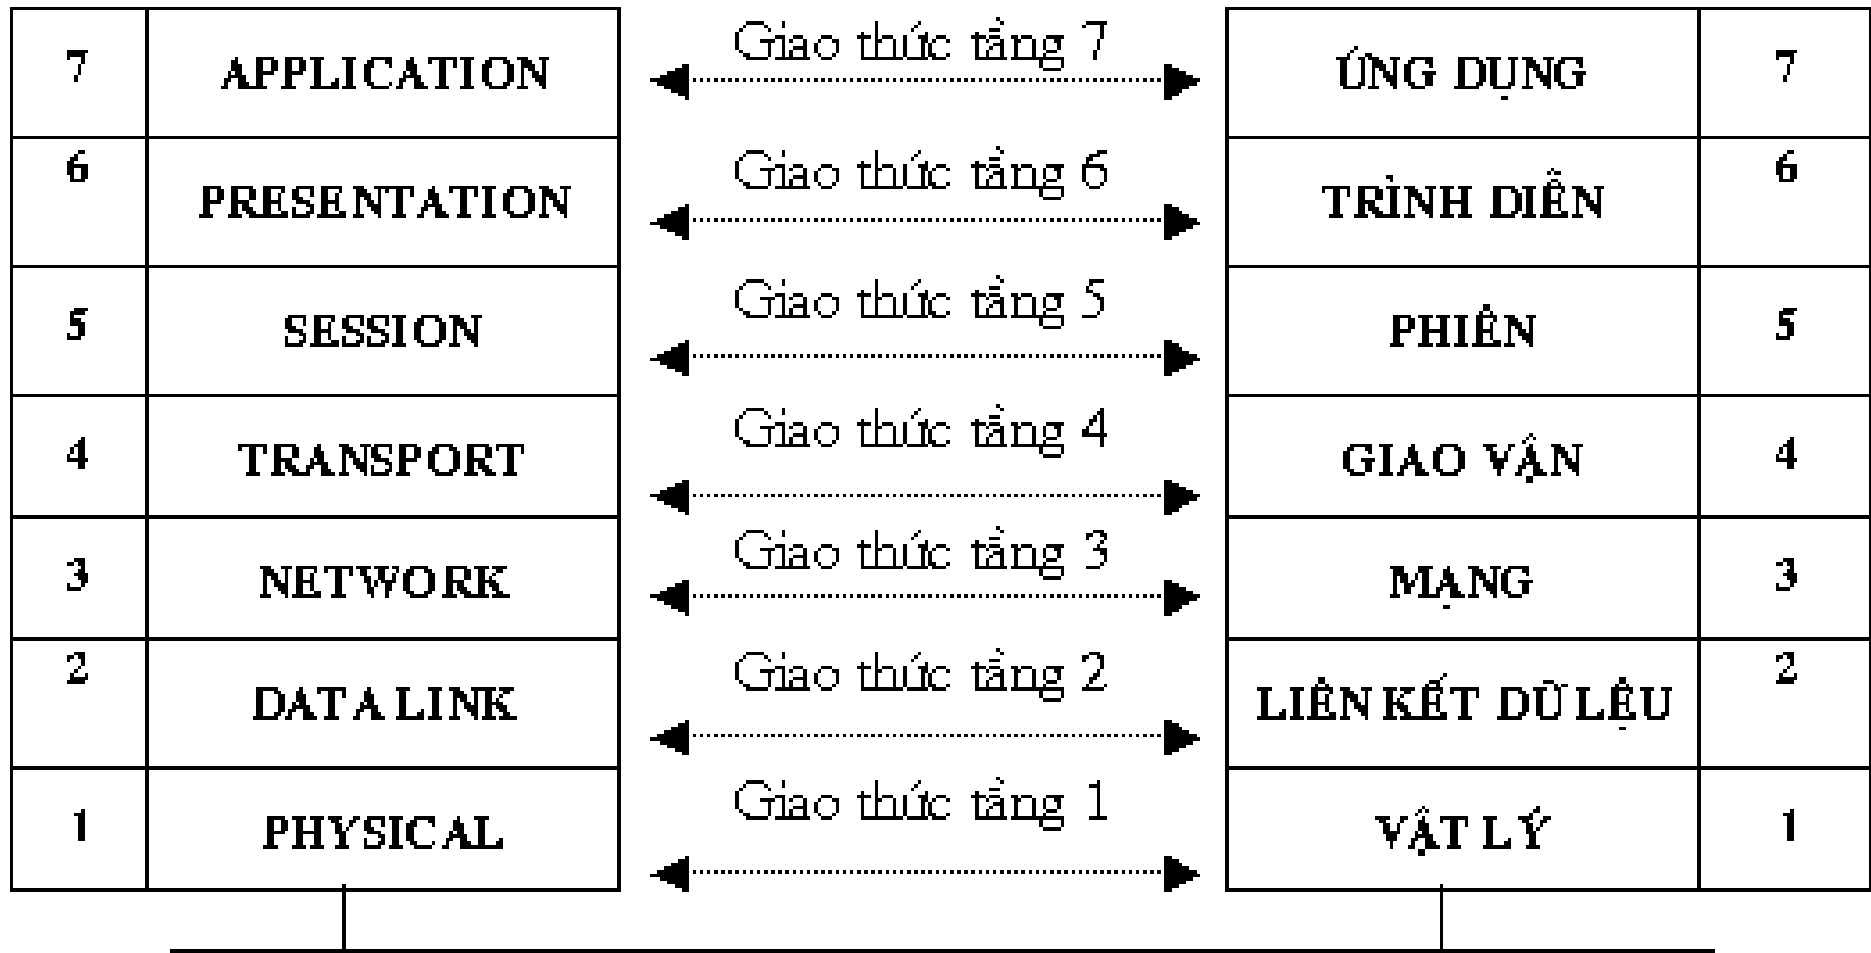 7 APPLICATION Giao thức tầng 7 ỨNG DỤNG 7
6 PRESENTATION Giao thức tầng 6 TRÌNH DIỄN 6
5 SESSION Giao thức tầng 5 PHIÊN 5
4 TRANSPORT Giao thức tầng 4 GIAO VẬN 4
3 NETWORK Giao thức tầng 3 MẠNG 3
2 DATA LINK Giao thức tầng 2 LIÊN KẾT DỮ LỆU 2
1 PHYSICAL Giao thức tầng 1 VẬT LÝ 1